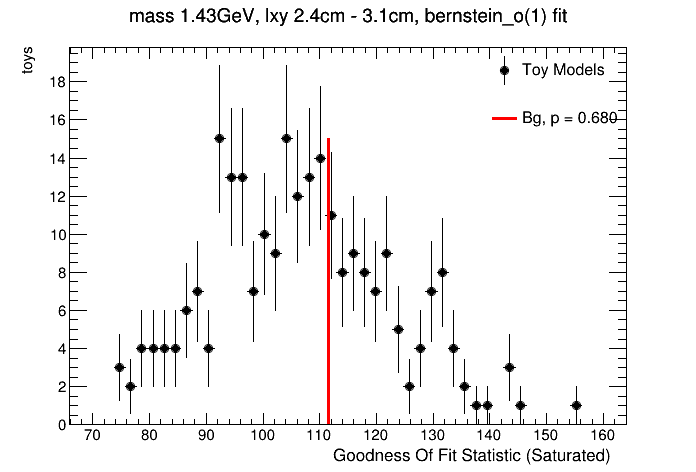 mass 1.43GeV, lxy 2.4cm - 3.1cm, bernstein_o(1) fit
toys
Toy Models
Bg, p = 0.680
18
16
14
12
10
8
6
4
2
0
70 80 90 100 110 120 130 140 150 160
Goodness Of Fit Statistic (Saturated)